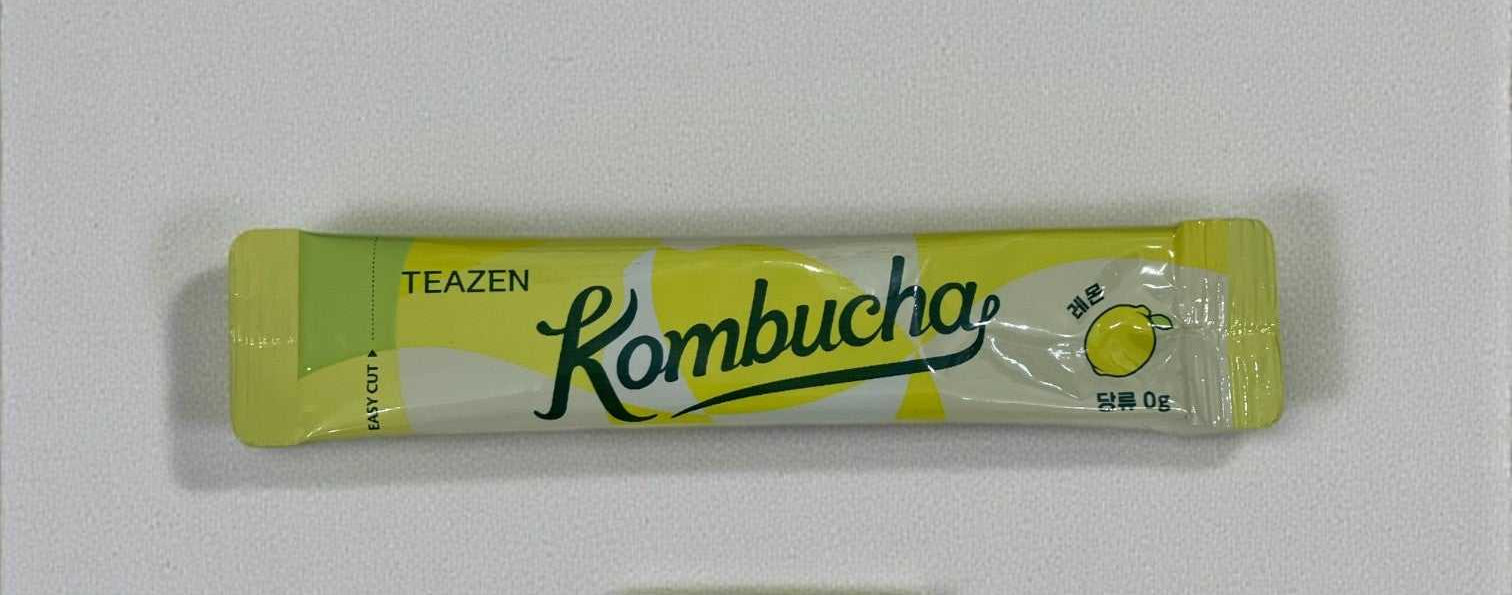 TEAZEN
Kombucha
EASY CUT
레몬
당류 0g